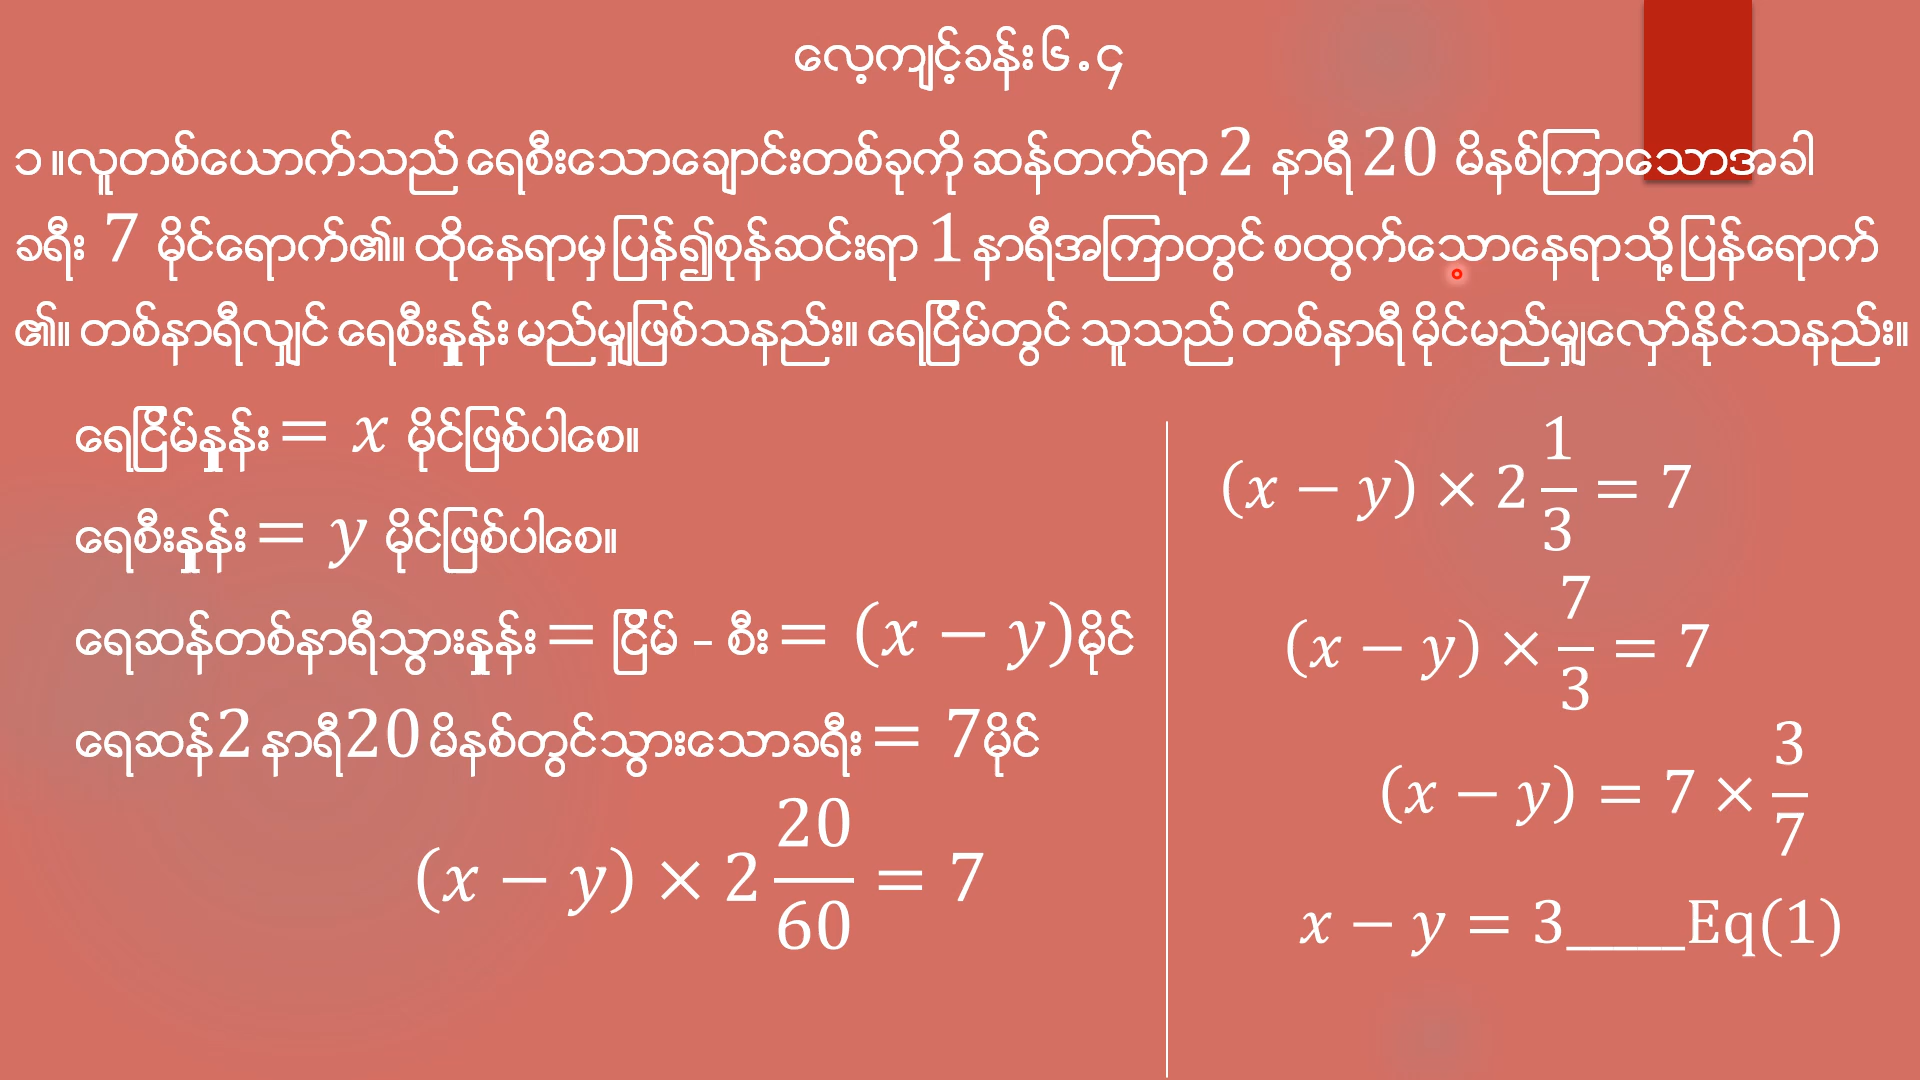 လေ့ကျင့်ခန်း ၆.၄
၁။ လူတစ်ယောက်သည် ရေစီးသောချောင်းတစ်ခုကို ဆန်တက်ရာ 2 နာရီ 20 မိနစ်ကြာသောအခါ
ခရီး 7 မိုင်ရောက်၏။ ထိုနေရာမှ ပြန်၍စုန်ဆင်းရာ 1 နာရီအကြာတွင် စထွက်သောနေရာသို့ ပြန်ရောက်
၏။ တစ်နာရီလျှင် ရေစီးနှုန်း မည်မျှဖြစ်သနည်း။ ရေငြိမ်တွင် သူသည် တစ်နာရီ မိုင်မည်မျှလှော်နိုင်သနည်း။
ရေငြိမ်နှုန်း = x မိုင်ဖြစ်ပါစေ။
ရေစီးနှုန်း = y မိုင်ဖြစ်ပါစေ။
ရေဆန်တစ်နာရီသွားနှုန်း = ငြိမ် - စီး = (x − y)မိုင်
ရေဆန် 2 နာရီ 20 မိနစ်တွင်သွားသောခရီး = 7မိုင်
(x − y) × 2 20/60 = 7
(x − y) × 2 1/3 = 7
(x − y) × 7/3 = 7
(x − y) = 7 × 3/7
x − y = 3____Eq(1)